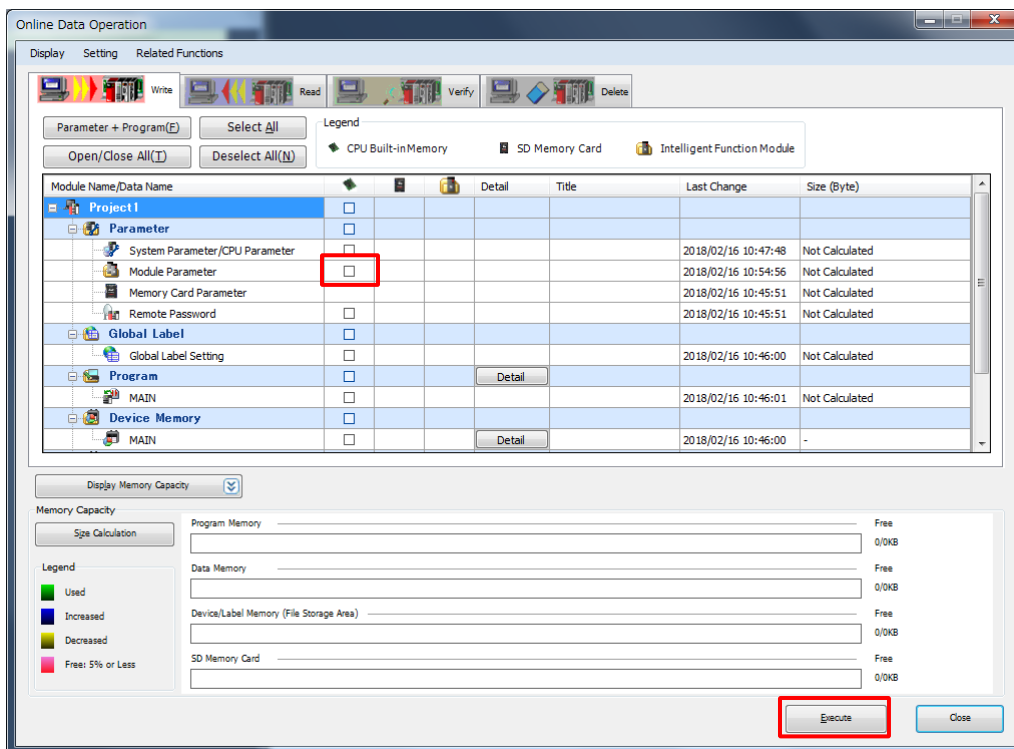 Online Data Operation
Display Setting Related Functions
Write Read Verify Delete
Parameter + Program(F) Select All Legend
CPU Built-inMemory SD Memory Card Intelligent Function Module
Open/Close All(T) Deselect All(N)
Module Name/Data Name Detail Title Last Change Size (Byte)
Project1
Parameter
System Parameter/CPU Parameter 2018/02/16 10:47:48 Not Calculated
Module Parameter 2018/02/16 10:54:56 Not Calculated
Memory Card Parameter 2018/02/16 10:45:51 Not Calculated
Remote Password 2018/02/16 10:45:51 Not Calculated
Global Label
Global Label Setting 2018/02/16 10:46:00 Not Calculated
Program Detail
MAIN 2018/02/16 10:46:01 Not Calculated
Device Memory
MAIN Detail 2018/02/16 10:46:00 -
Display Memory Capacity
Memory Capacity
Size Calculation
Program Memory Free
0/0KB
Legend
Data Memory Free
Used
0/0KB
Increased
Device/Label Memory (File Storage Area) Free
Decreased
0/0KB
Free: 5% or Less
SD Memory Card Free
0/0KB
Execute Close